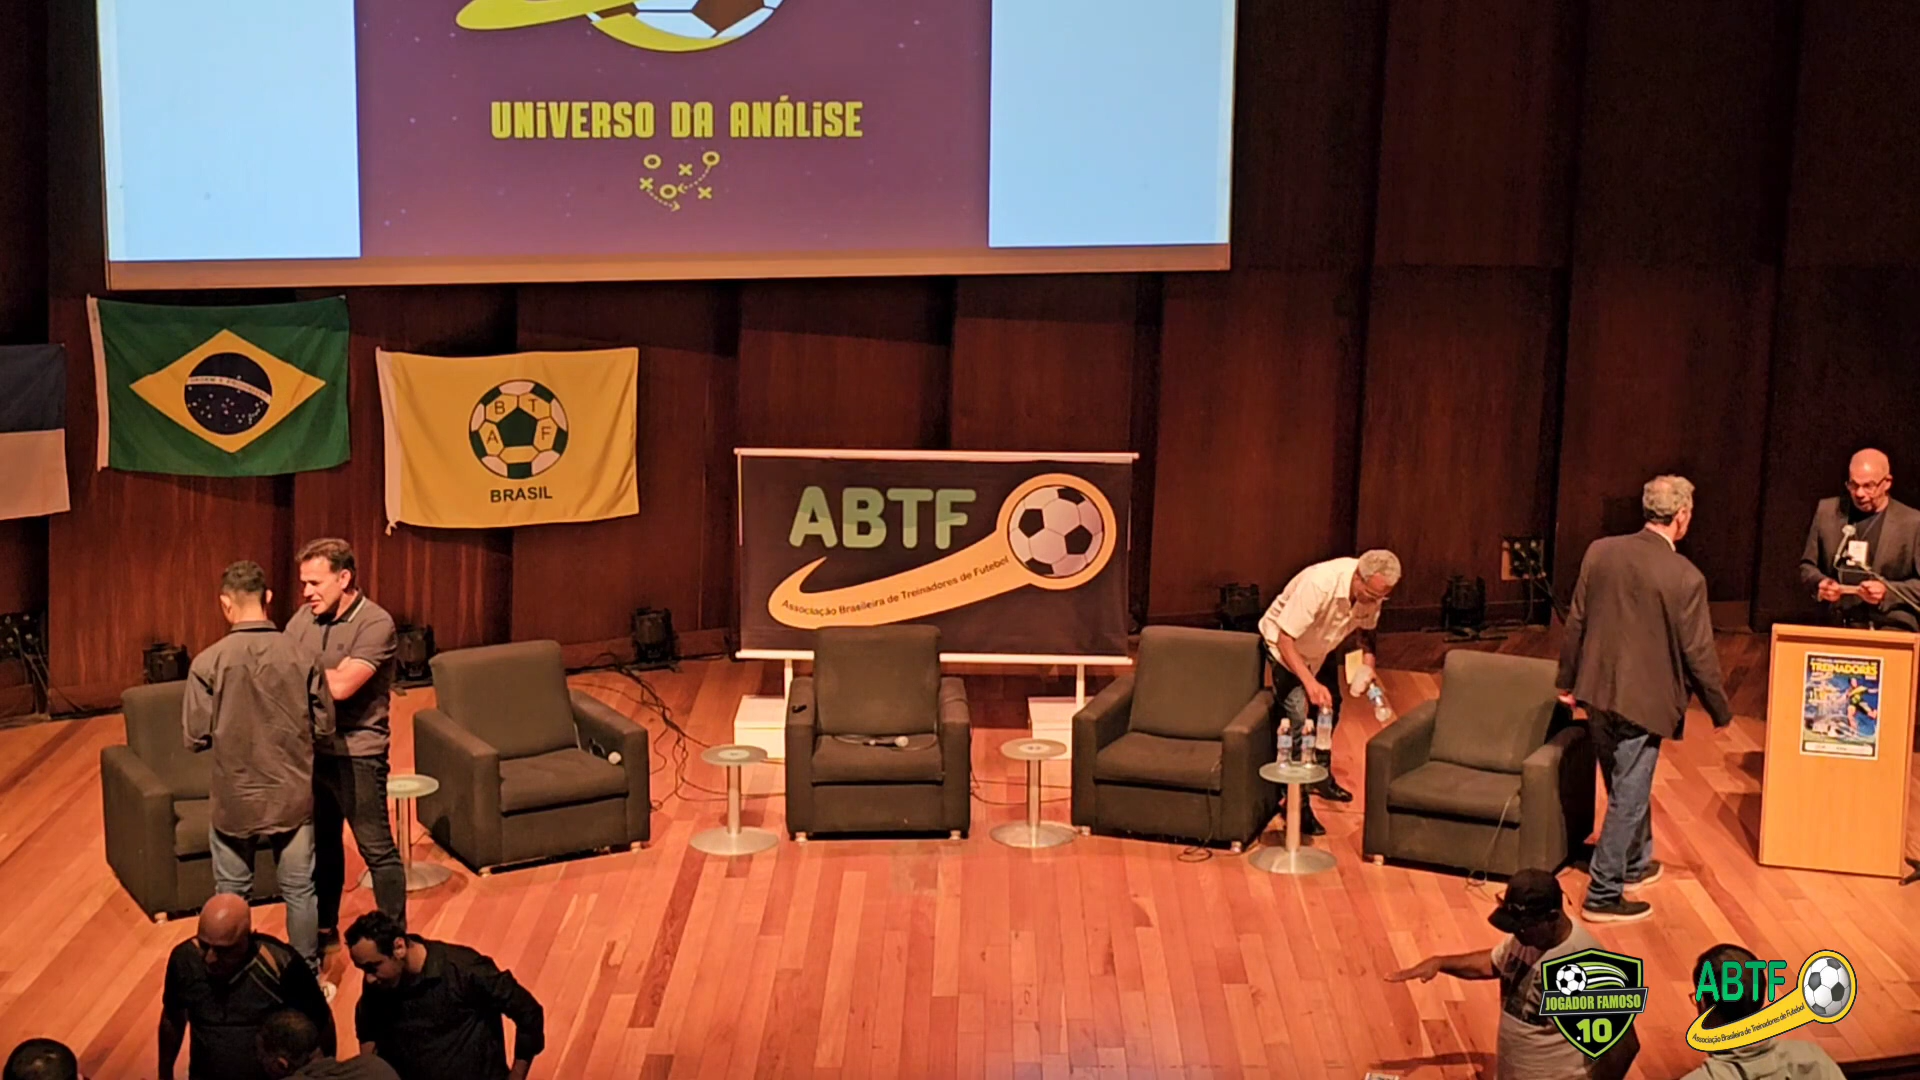 UNiVERSO DA ANÁLiSE
B T
A F
BRASIL
ABTF
Associação Brasileira de Treinadores de Futebol
TREINADORES
JOGADOR FAMOSO
10
ABTF
Associação Brasileira de Treinadores de Futebol